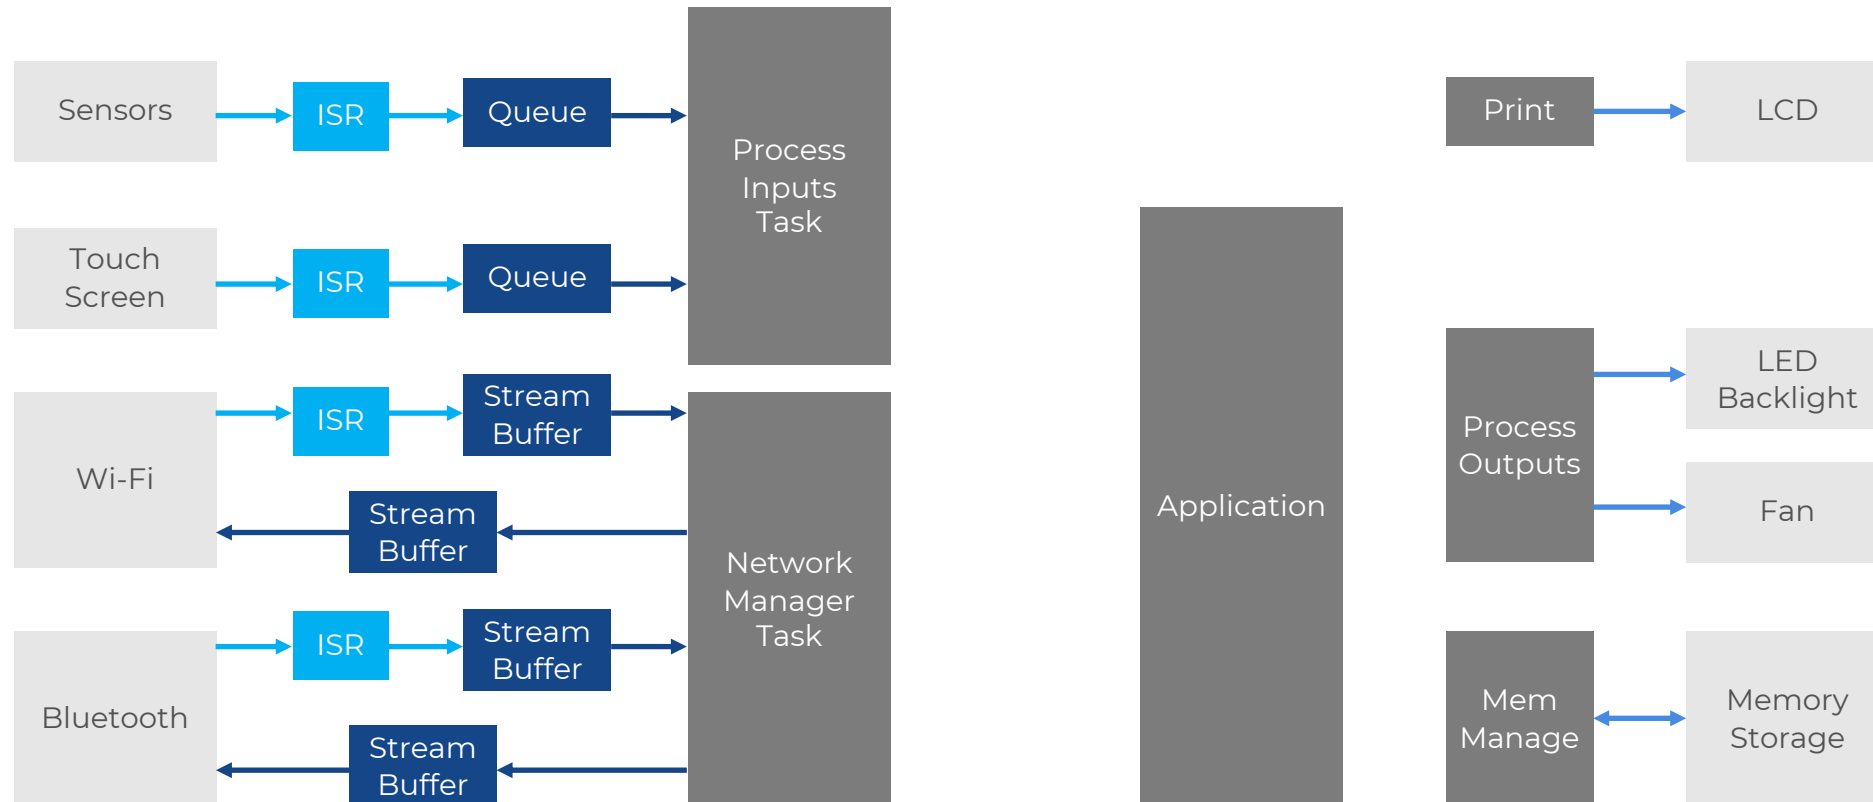 Sensors
ISR
Queue
Process
Inputs
Task
Print
LCD
Touch
Screen
ISR
Queue
Wi-Fi
ISR
Stream
Buffer
Stream
Buffer
Network
Manager
Task
Application
Process
Outputs
LED
Backlight
Fan
Bluetooth
ISR
Stream
Buffer
Stream
Buffer
Mem
Manage
Memory
Storage